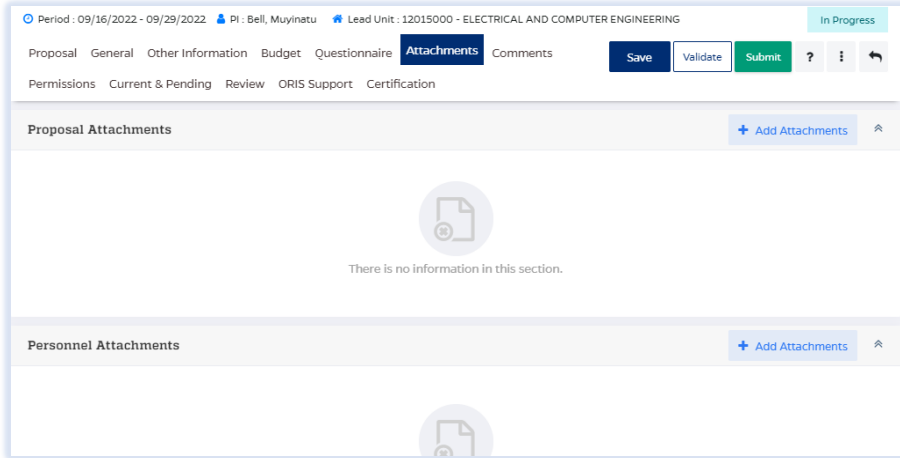 Period : 09/16/2022 - 09/29/2022 PI : Bell, Muyinatu Lead Unit : 12015000 - ELECTRICAL AND COMPUTER ENGINEERING In Progress
Proposal General Other Information Budget Questionnaire Attachments Comments Save Validate Submit ?
Permissions Current & Pending Review ORIS Support Certification
Proposal Attachments + Add Attachments
There is no information in this section.
Personnel Attachments + Add Attachments